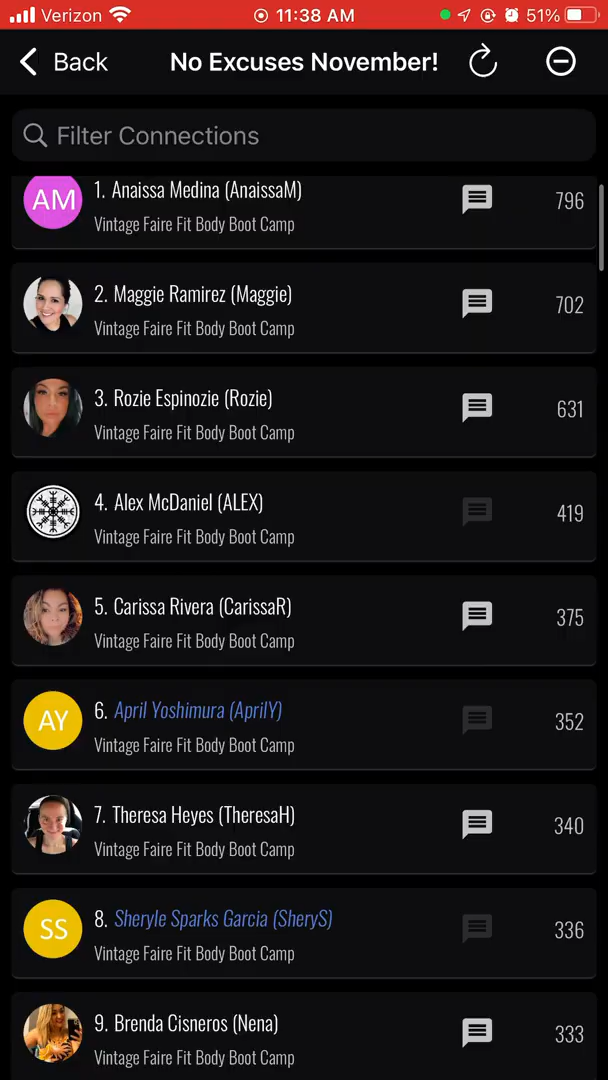 Verizon 11:38 AM 51%
Back No Excuses November!
Filter Connections
AM 1. Anaissa Medina (AnaissaM) 796
Vintage Faire Fit Body Boot Camp
2. Maggie Ramirez (Maggie) 702
Vintage Faire Fit Body Boot Camp
3. Rozie Espinozie (Rozie) 631
Vintage Faire Fit Body Boot Camp
4. Alex McDaniel (ALEX) 419
Vintage Faire Fit Body Boot Camp
5. Carissa Rivera (CarissaR) 375
Vintage Faire Fit Body Boot Camp
AY 6. April Yoshimura (AprilY) 352
Vintage Faire Fit Body Boot Camp
7. Theresa Heyes (TheresaH) 340
Vintage Faire Fit Body Boot Camp
SS 8. Sheryle Sparks Garcia (SheryS) 336
Vintage Faire Fit Body Boot Camp
9. Brenda Cisneros (Nena) 333
Vintage Faire Fit Body Boot Camp